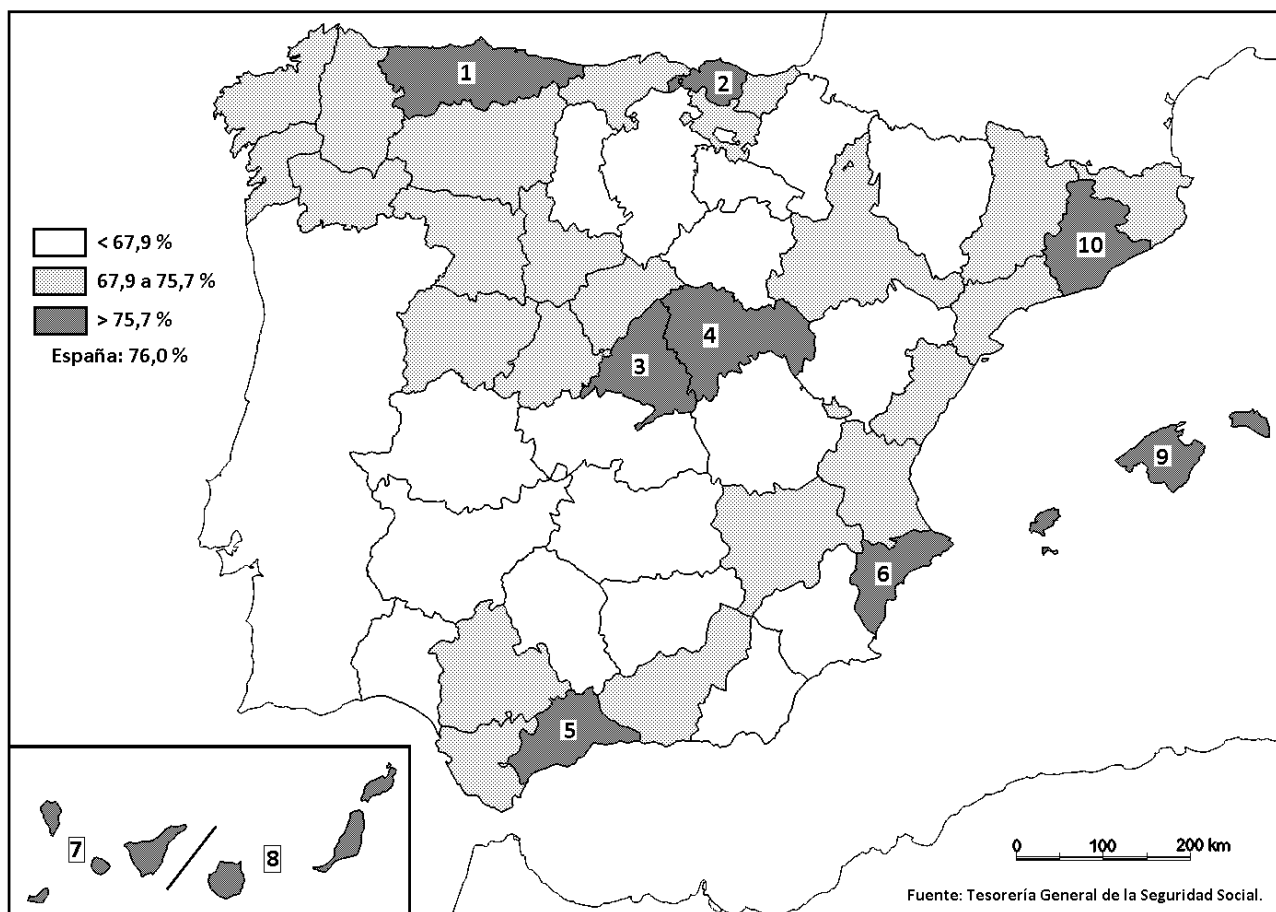 1
2
10
< 67,9 %
67,9 a 75,7 %
> 75,7 %
España: 76,0 %
4
3
9
6
5
7
8
0 100 200 km
Fuente: Tesorería General de la Seguridad Social.